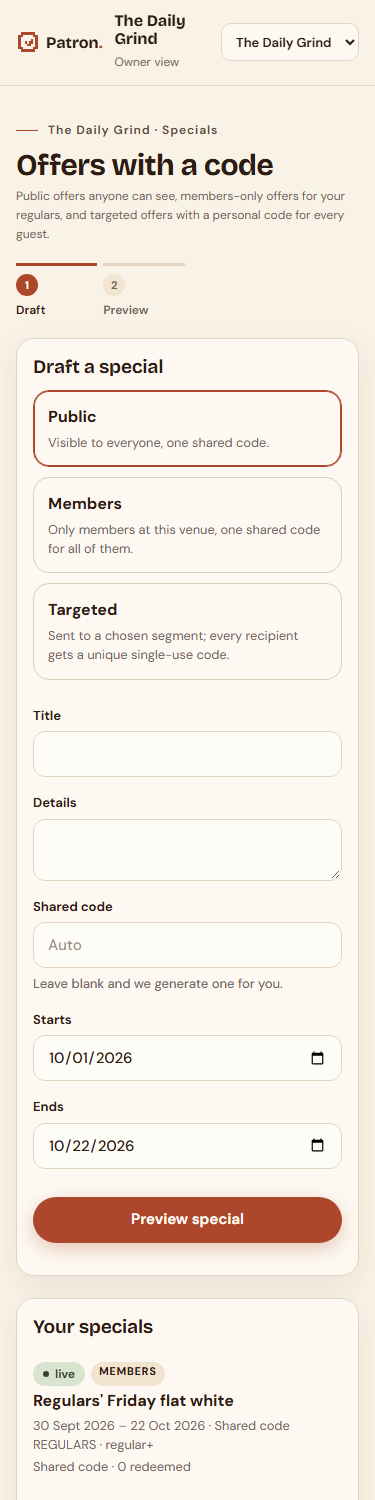 Patron.
The Daily
Grind
Owner view
The Daily Grind
The Daily Grind · Specials
Offers with a code
Public offers anyone can see, members-only offers for your
regulars, and targeted offers with a personal code for every
guest.
1
Draft
2
Preview
Draft a special
Public
Visible to everyone, one shared code.
Members
Only members at this venue, one shared code
for all of them.
Targeted
Sent to a chosen segment; every recipient
gets a unique single-use code.
Title
Details
Shared code
Auto
Leave blank and we generate one for you.
Starts
10/01/2026
Ends
10/22/2026
Preview special
Your specials
live
MEMBERS
Regulars' Friday flat white
30 Sept 2026 – 22 Oct 2026 · Shared code
REGULARS · regular+
Shared code · 0 redeemed